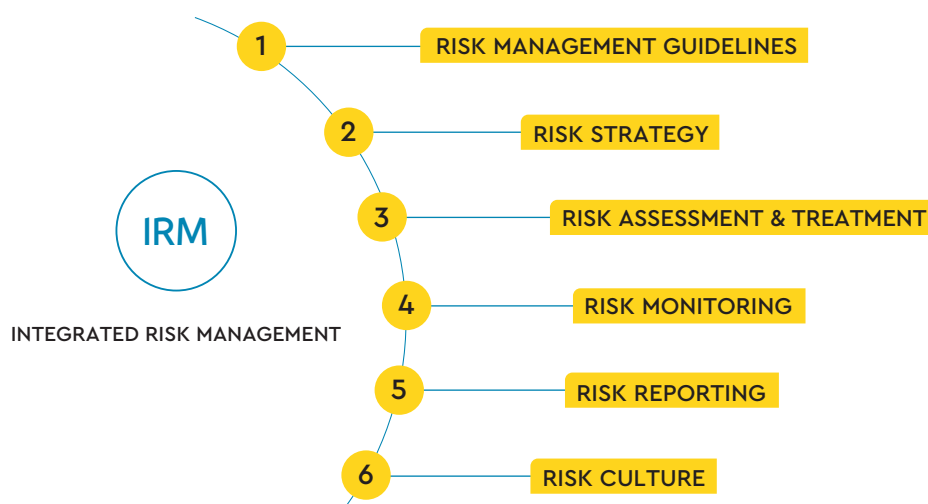 1
RISK MANAGEMENT GUIDELINES
2
RISK STRATEGY
3
RISK ASSESSMENT & TREATMENT
IRM
4
RISK MONITORING
INTEGRATED RISK MANAGEMENT
5
RISK REPORTING
6
RISK CULTURE